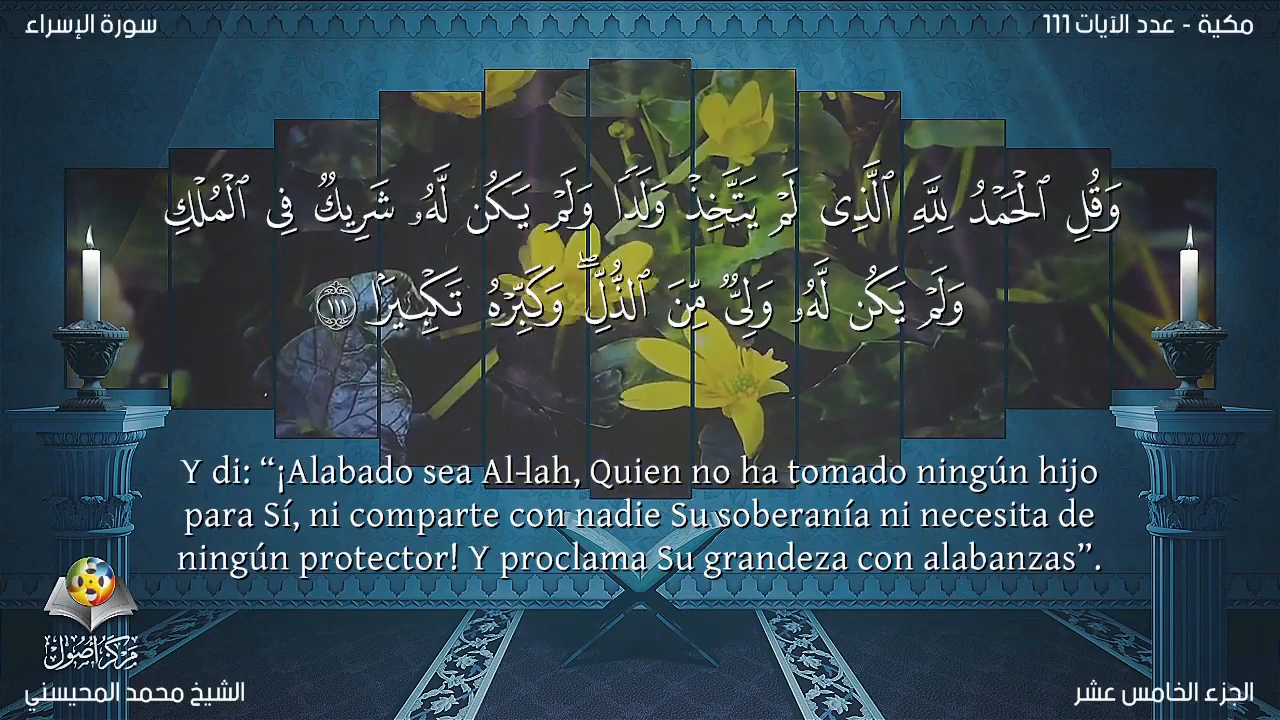 سورة الإسراء
مكية - عدد الآيات 111
وَقُلِ ٱلْحَمْدُ لِلَّهِ ٱلَّذِى لَمْ يَتَّخِذْ وَلَدًا وَلَمْ يَكُن لَّهُۥ شَرِيكٌ فِى ٱلْمُلْكِ
وَلَمْ يَكُن لَّهُۥ وَلِىٌّ مِّنَ ٱلذُّلِّ ۖ وَكَبِّرْهُ تَكْبِيرًۢا ١١١
Y di: “¡Alabado sea Al-lah, Quien no ha tomado ningún hijo
para Sí, ni comparte con nadie Su soberanía ni necesita de
ningún protector! Y proclama Su grandeza con alabanzas”.
مركز أصول
الشيخ محمد المحيسني
الجزء الخامس عشر